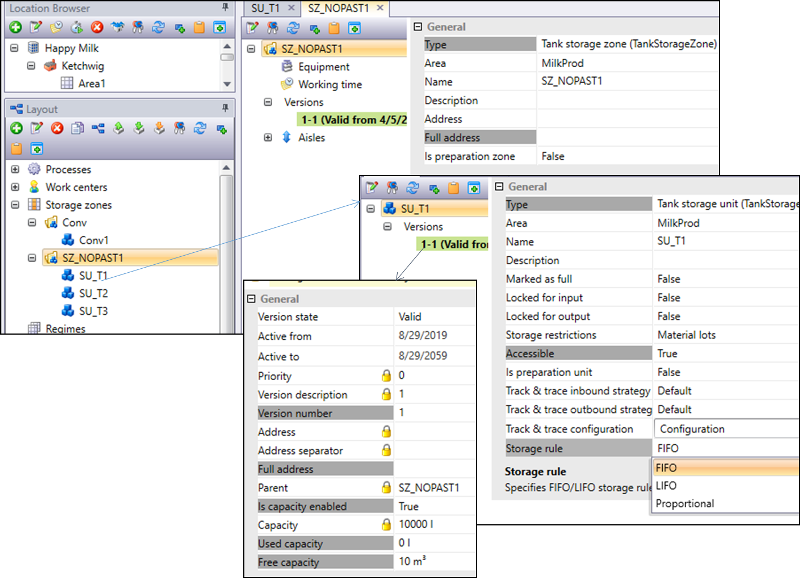 Location Browser
Happy Milk
Ketchwig
Area1
Layout
Processes
Work centers
Storage zones
Conv
Conv1
SZ_NOPAST1
SU_T1
SU_T2
SU_T3
Regimes
SU_T1
SZ_NOPAST1
SZ_NOPAST1
Equipment
Working time
Versions
1-1 (Valid from 4/5/2
Aisles
General
Type Tank storage zone (TankStorageZone)
Area MilkProd
Name SZ_NOPAST1
Description
Address
Full address
Is preparation zone False
SU_T1
Versions
1-1 (Valid fron
General
Type Tank storage unit (TankStorage
Area MilkProd
Name SU_T1
Description
Marked as full False
Locked for input False
Locked for output False
Storage restrictions Material lots
Accessible True
Is preparation unit False
Track & trace inbound strategy Default
Track & trace outbound strateg Default
Track & trace configuration Configuration
Storage rule FIFO
FIFO
LIFO
Proportional
Storage rule
Specifies FIFO/LIFO storage rule
General
Version state Valid
Active from 8/29/2019
Active to 8/29/2059
Priority 0
Version description 1
Version number 1
Address
Address separator
Full address
Parent SZ_NOPAST1
Is capacity enabled True
Capacity 10000 l
Used capacity 0 l
Free capacity 10 m³